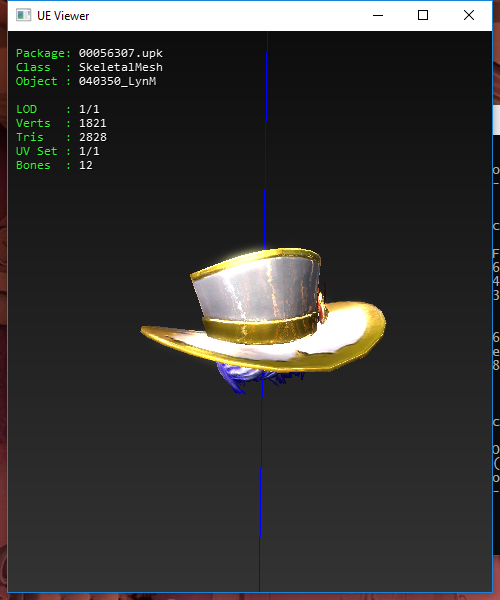 UE Viewer
Package: 00056307.upk
Class  : SkeletalMesh
Object : 040350_LynM
LOD    : 1/1
Verts  : 1821
Tris   : 2828
UV Set : 1/1
Bones  : 12